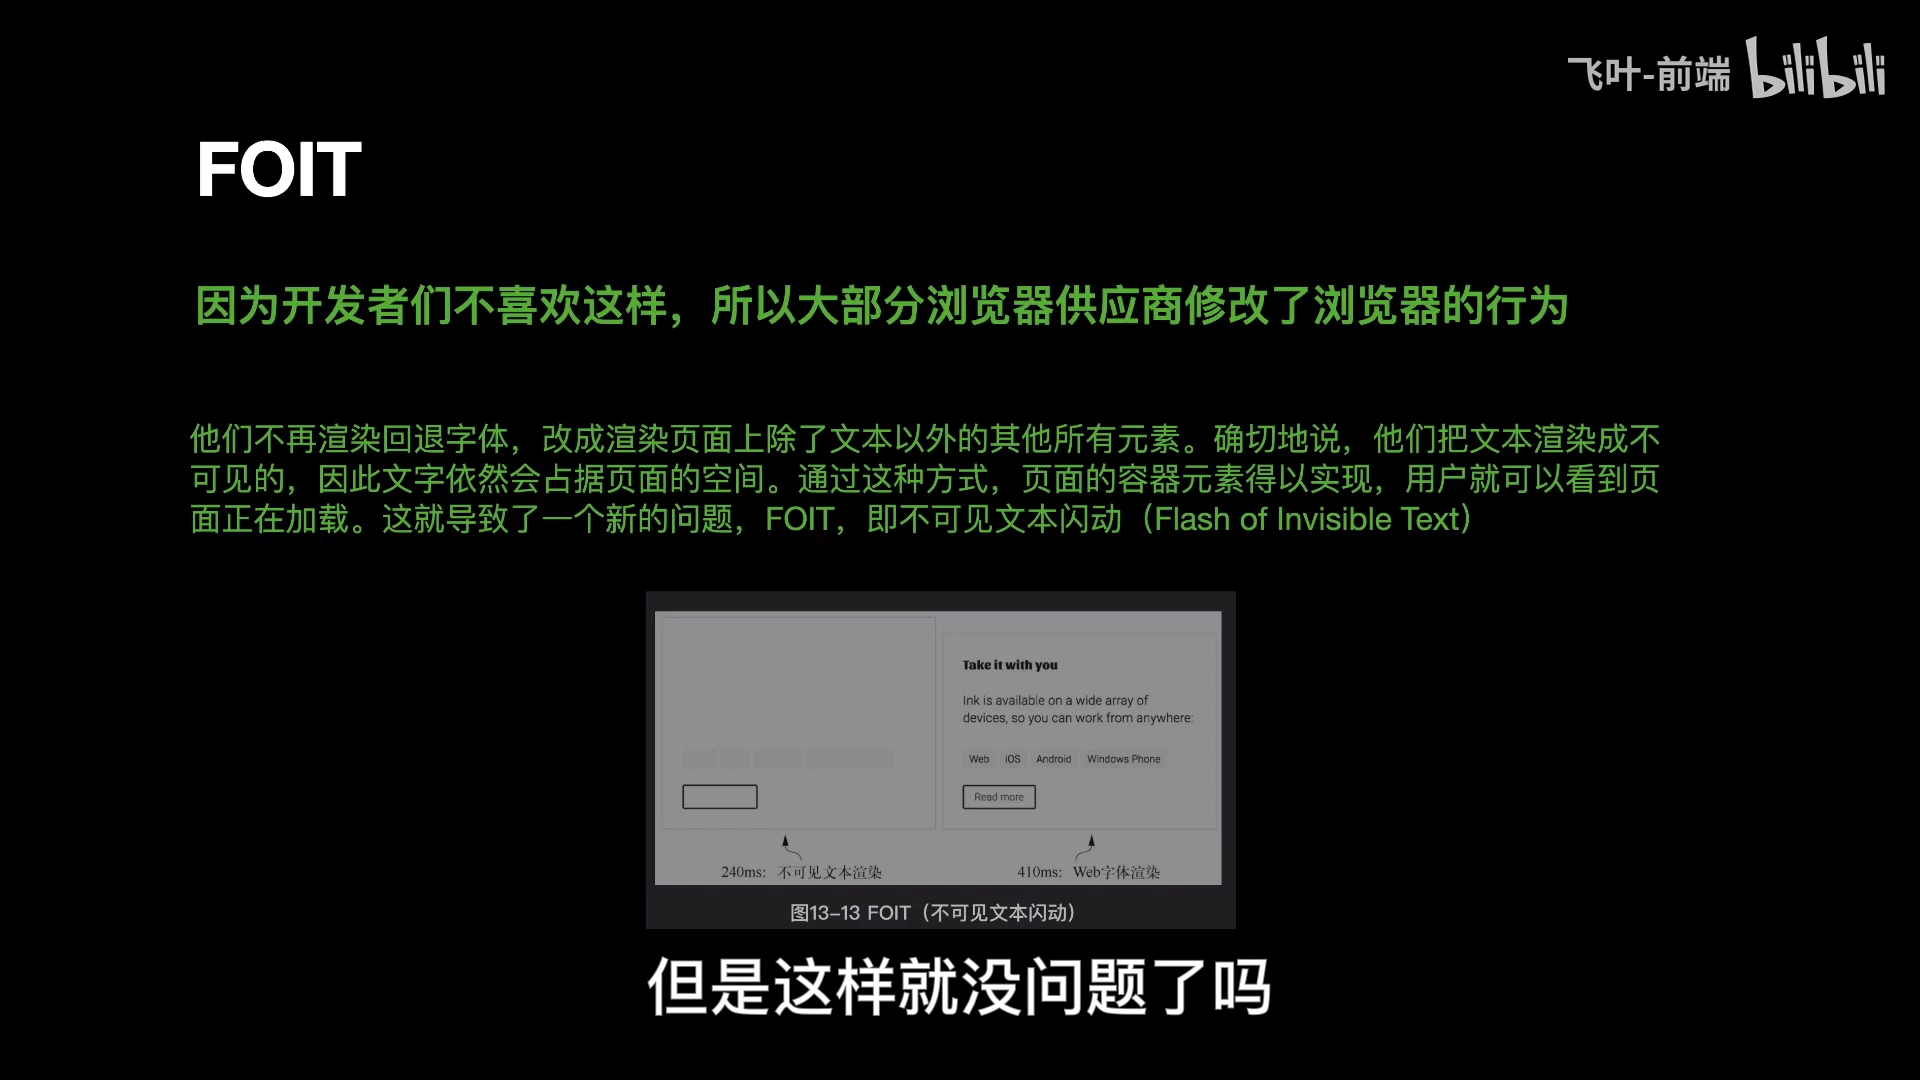 飞叶-前端 bilibili
FOIT
因为开发者们不喜欢这样，所以大部分浏览器供应商修改了浏览器的行为
他们不再渲染回退字体，改成渲染页面上除了文本以外的其他所有元素。确切地说，他们把文本渲染成不
可见的，因此文字依然会占据页面的空间。通过这种方式，页面的容器元素得以实现，用户就可以看到页
面正在加载。这就导致了一个新的问题，FOIT，即不可见文本闪动（Flash of Invisible Text）
Take it with you
Ink is available on a wide array of
devices, so you can work from anywhere:
Web iOS Android Windows Phone
Read more
240ms: 不可见文本渲染
410ms: Web字体渲染
图13-13 FOIT（不可见文本闪动）
但是这样就没问题了吗